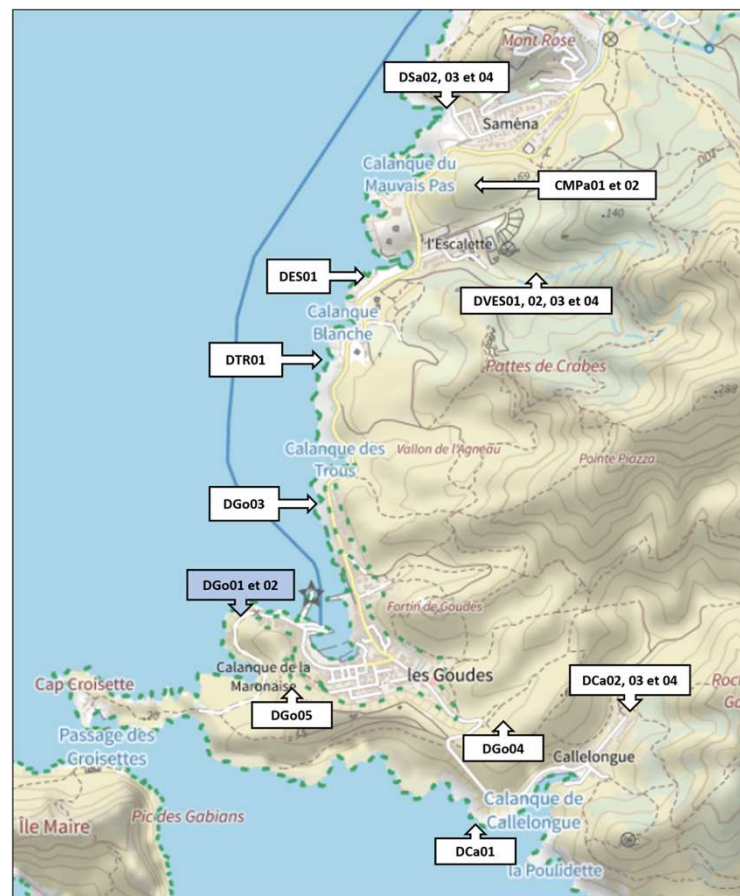 Mont Rose
DSa02, 03 et 04
Saména
Calanque du
Mauvais Pas
69
CMPa01 et 02
140
l'Escalette
DES01
DVES01, 02, 03 et 04
Calanque
Blanche
DTR01
Pattes de Crabes
288
Calanque des
Trous
Vallon de l'Agneau
Pointe Piazza
DGo03
DGo01 et 02
Fortin de Goudes
Calanque de la
Maronaise
les Goudes
DCa02, 03 et 04
Cap Croisette
20
DGo05
Passage des
Croisettes
DGo04
Callelongue
Île Maire
Pic des Gabians
Calanque de
Callelongue
DCa01
la Poulidette